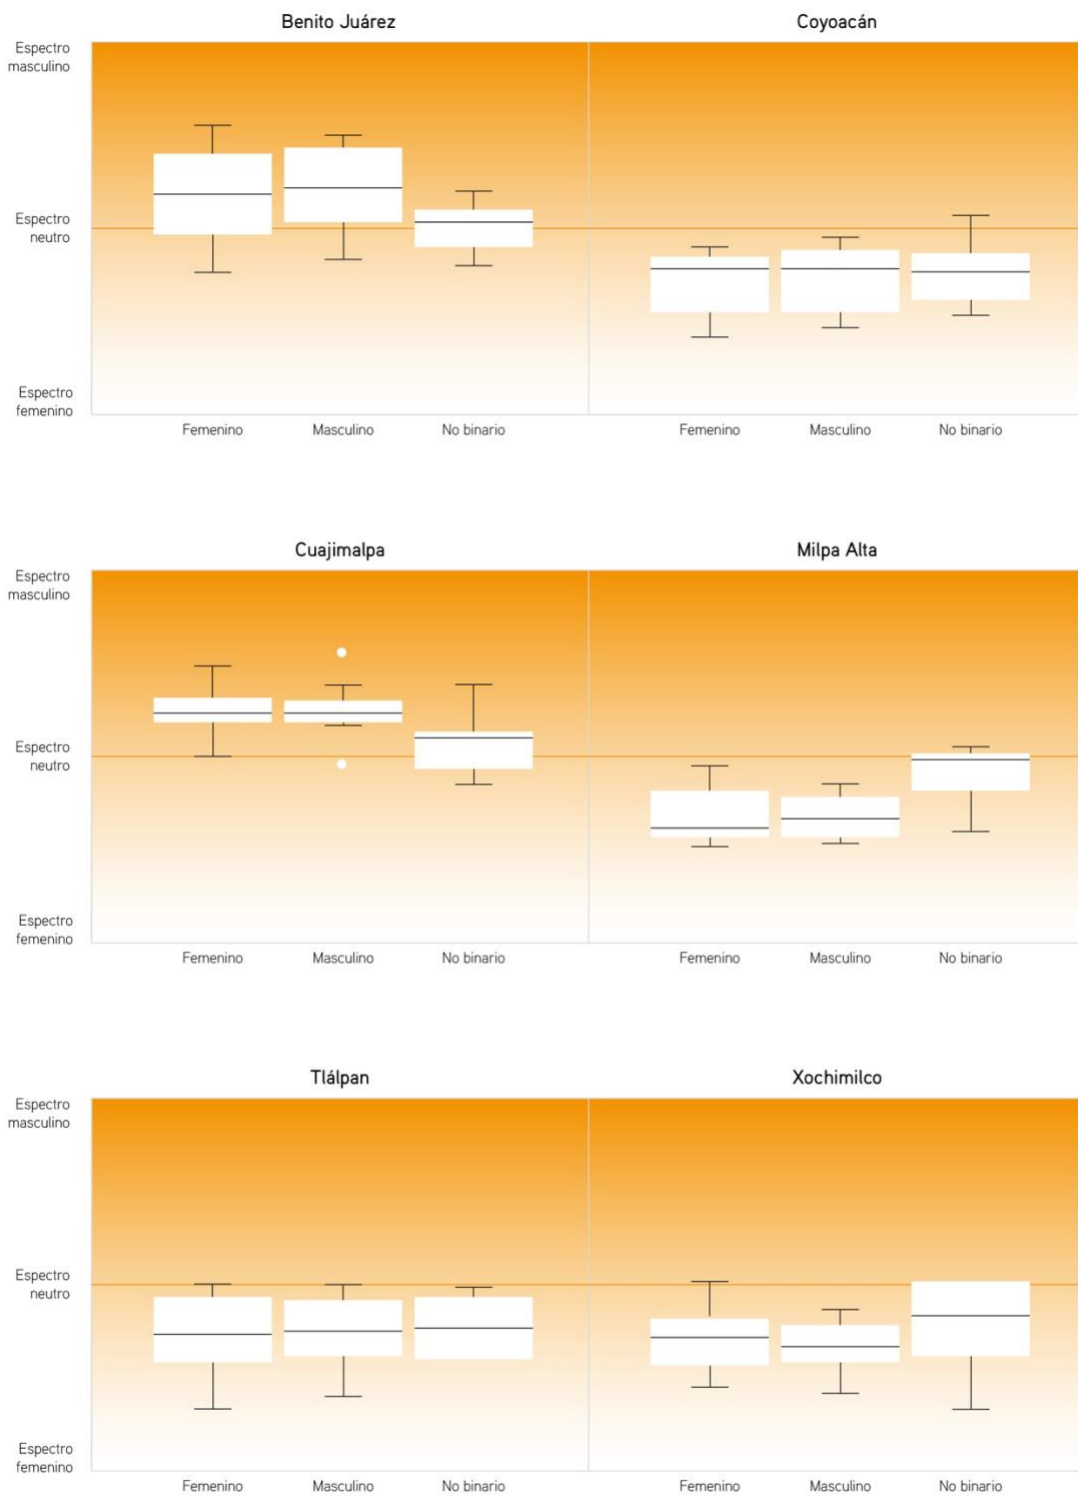 Benito Juárez
Coyoacán
Espectro
masculino
Espectro
neutro
Espectro
femenino
Femenino
Masculino
No binario
Femenino
Masculino
No binario
Cuajimalpa
Milpa Alta
Espectro
masculino
Espectro
neutro
Espectro
femenino
Femenino
Masculino
No binario
Femenino
Masculino
No binario
Tlálpan
Xochimilco
Espectro
masculino
Espectro
neutro
Espectro
femenino
Femenino
Masculino
No binario
Femenino
Masculino
No binario